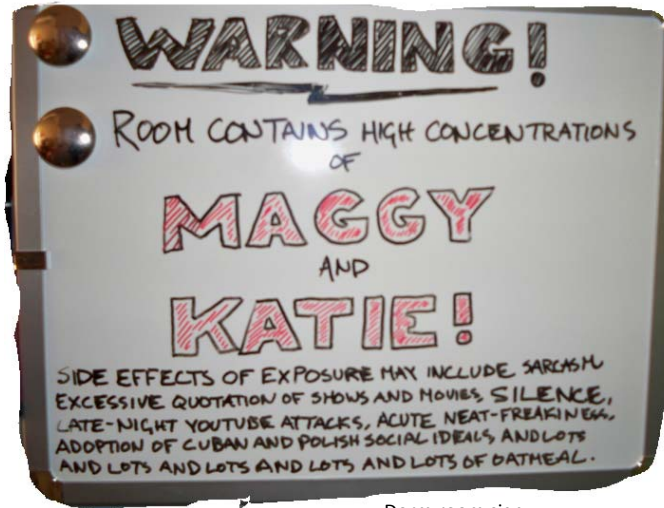 WARNING!
ROOM CONTAINS HIGH CONCENTRATIONS
OF
MAGGY
AND
KATIE!
SIDE EFFECTS OF EXPOSURE MAY INCLUDE SARCASM
EXCESSIVE QUOTATION OF SHOWS AND MOVIES, SILENCE,
LATE-NIGHT YOUTUBE ATTACKS, ACUTE NEAT-FREAKINESS,
ADOPTION OF CUBAN AND POLISH SOCIAL IDEALS, AND LOTS
AND LOTS AND LOTS AND LOTS AND LOTS OF OATMEAL.